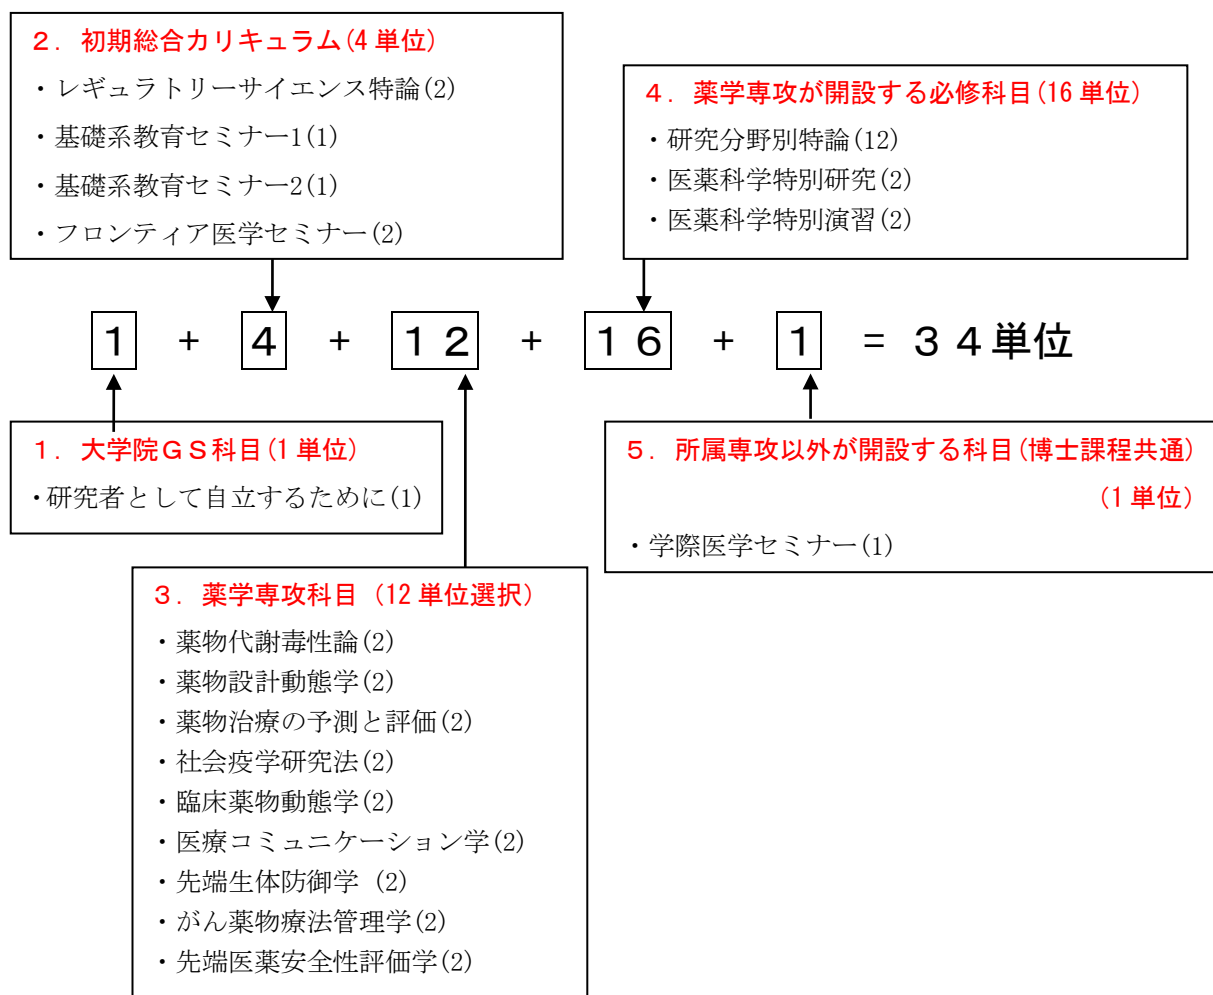 ２．初期総合カリキュラム(4 単位)
・レギュラトリーサイエンス特論(2)
・基礎系教育セミナー1(1)
・基礎系教育セミナー2(1)
・フロンティア医学セミナー(2)
４．薬学専攻が開設する必修科目(16 単位)
・研究分野別特論(12)
・医薬科学特別研究(2)
・医薬科学特別演習(2)
１ + ４ + １２ + １６ + １ = ３４単位
１．大学院ＧＳ科目(1 単位)
・研究者として自立するために(1)
５．所属専攻以外が開設する科目(博士課程共通)
(1 単位)
・学際医学セミナー(1)
３．薬学専攻科目 (12 単位選択)
・薬物代謝毒性論(2)
・薬物設計動態学(2)
・薬物治療の予測と評価(2)
・社会疫学研究法(2)
・臨床薬物動態学(2)
・医療コミュニケーション学(2)
・先端生体防御学 (2)
・がん薬物療法管理学(2)
・先端医薬安全性評価学(2)